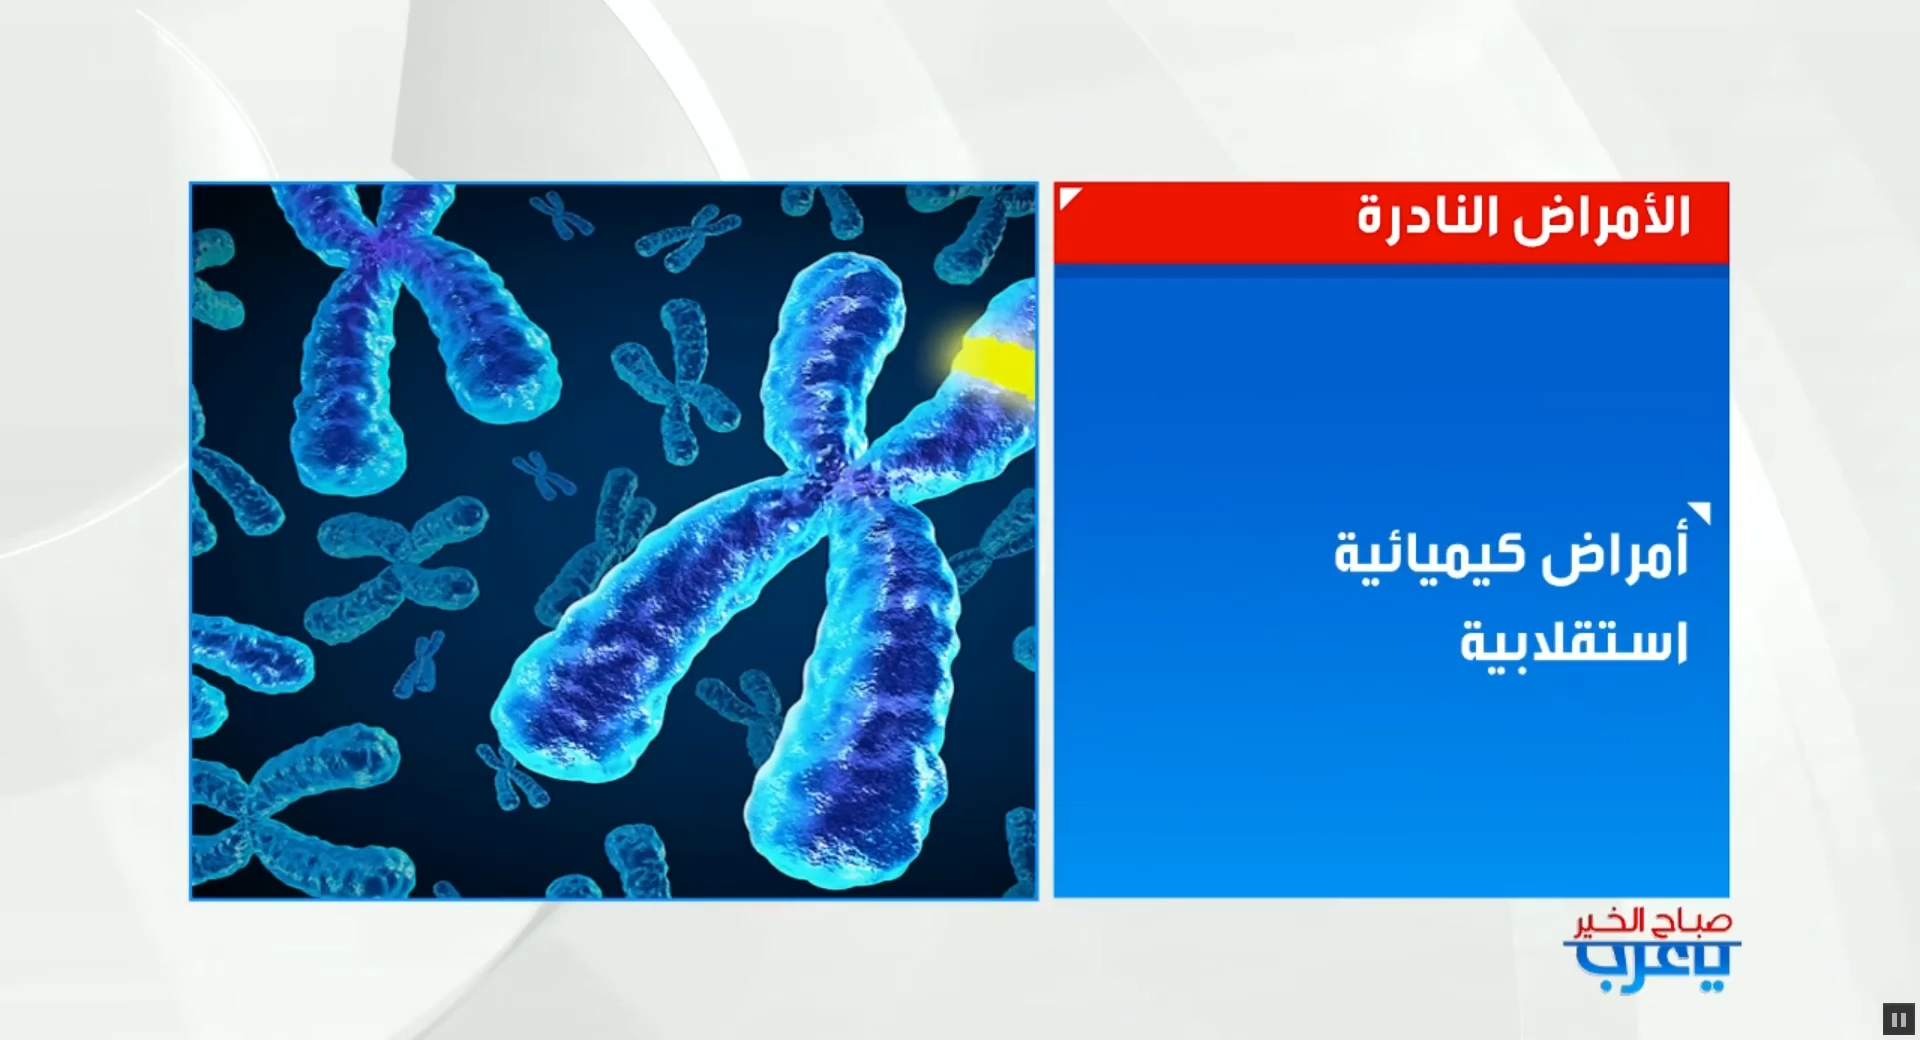 الأمراض النادرة
أمراض كيميائية
استقلابية
صباح الخير
يا عرب